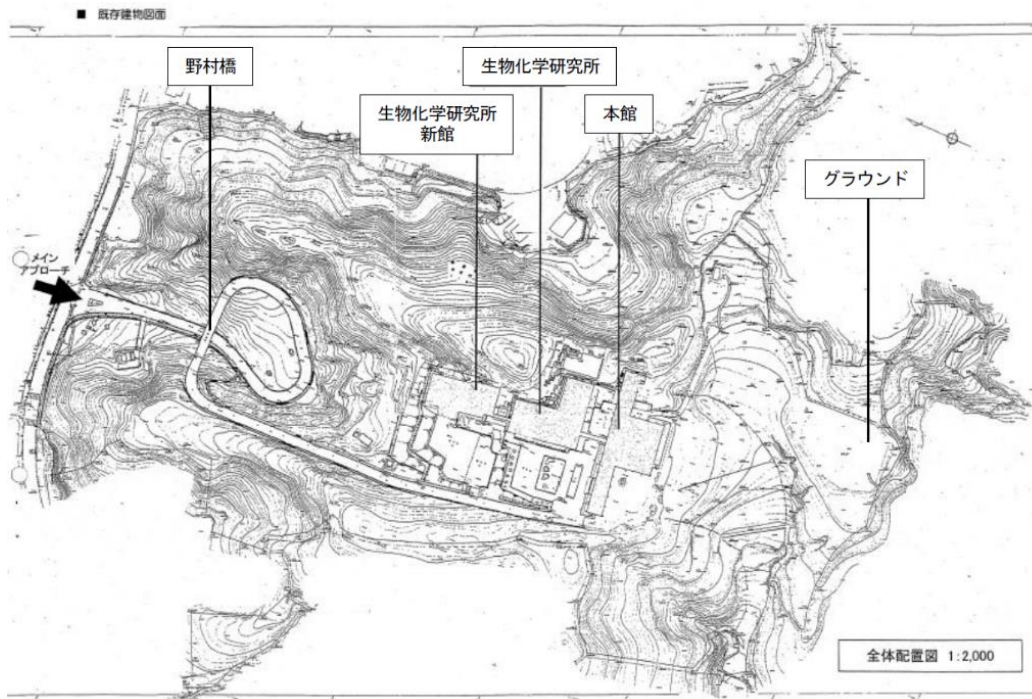 ■ 既存建物図面
野村橋
生物化学研究所
生物化学研究所
新館
本館
グラウンド
メイン
アプローチ
全体配置図 1:2,000